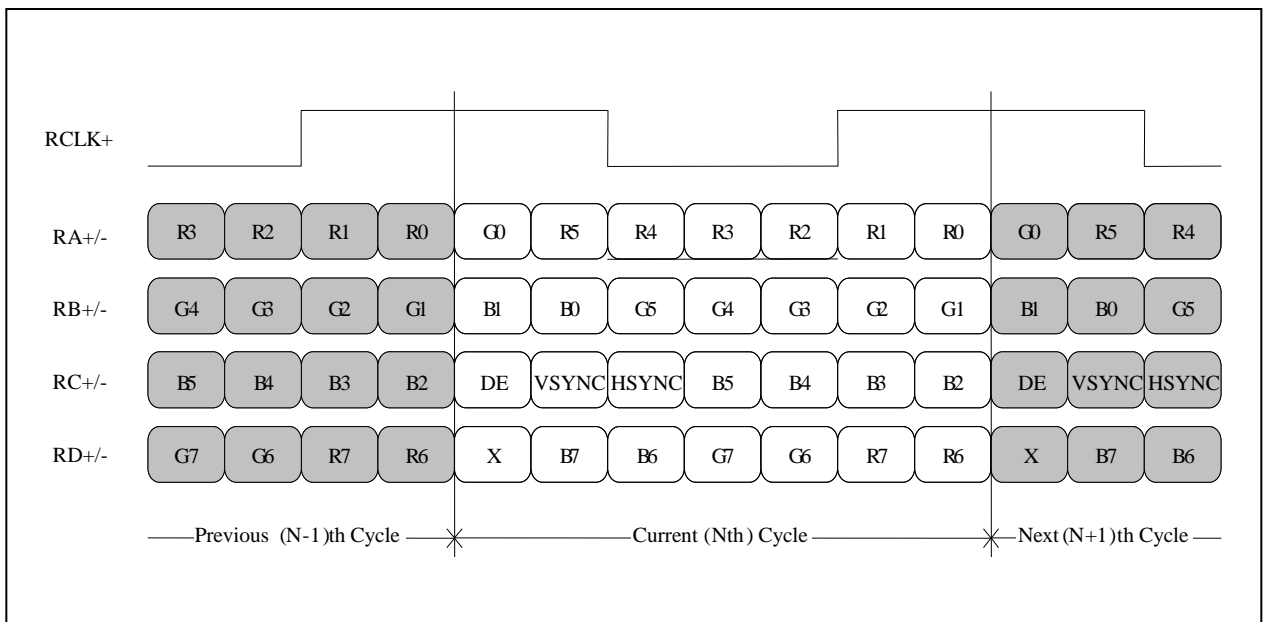 RCLK+
RA+/- R3 R2 R1 R0 G0 R5 R4 R3 R2 R1 R0 G0 R5 R4
RB+/- G4 G3 G2 G1 B1 B0 G5 G4 G3 G2 G1 B1 B0 G5
RC+/- B5 B4 B3 B2 DE VSYNC HSYNC B5 B4 B3 B2 DE VSYNC HSYNC
RD+/- G7 G6 R7 R6 X B7 B6 G7 G6 R7 R6 X B7 B6
Previous (N-1)th Cycle Current (Nth) Cycle Next (N+1)th Cycle